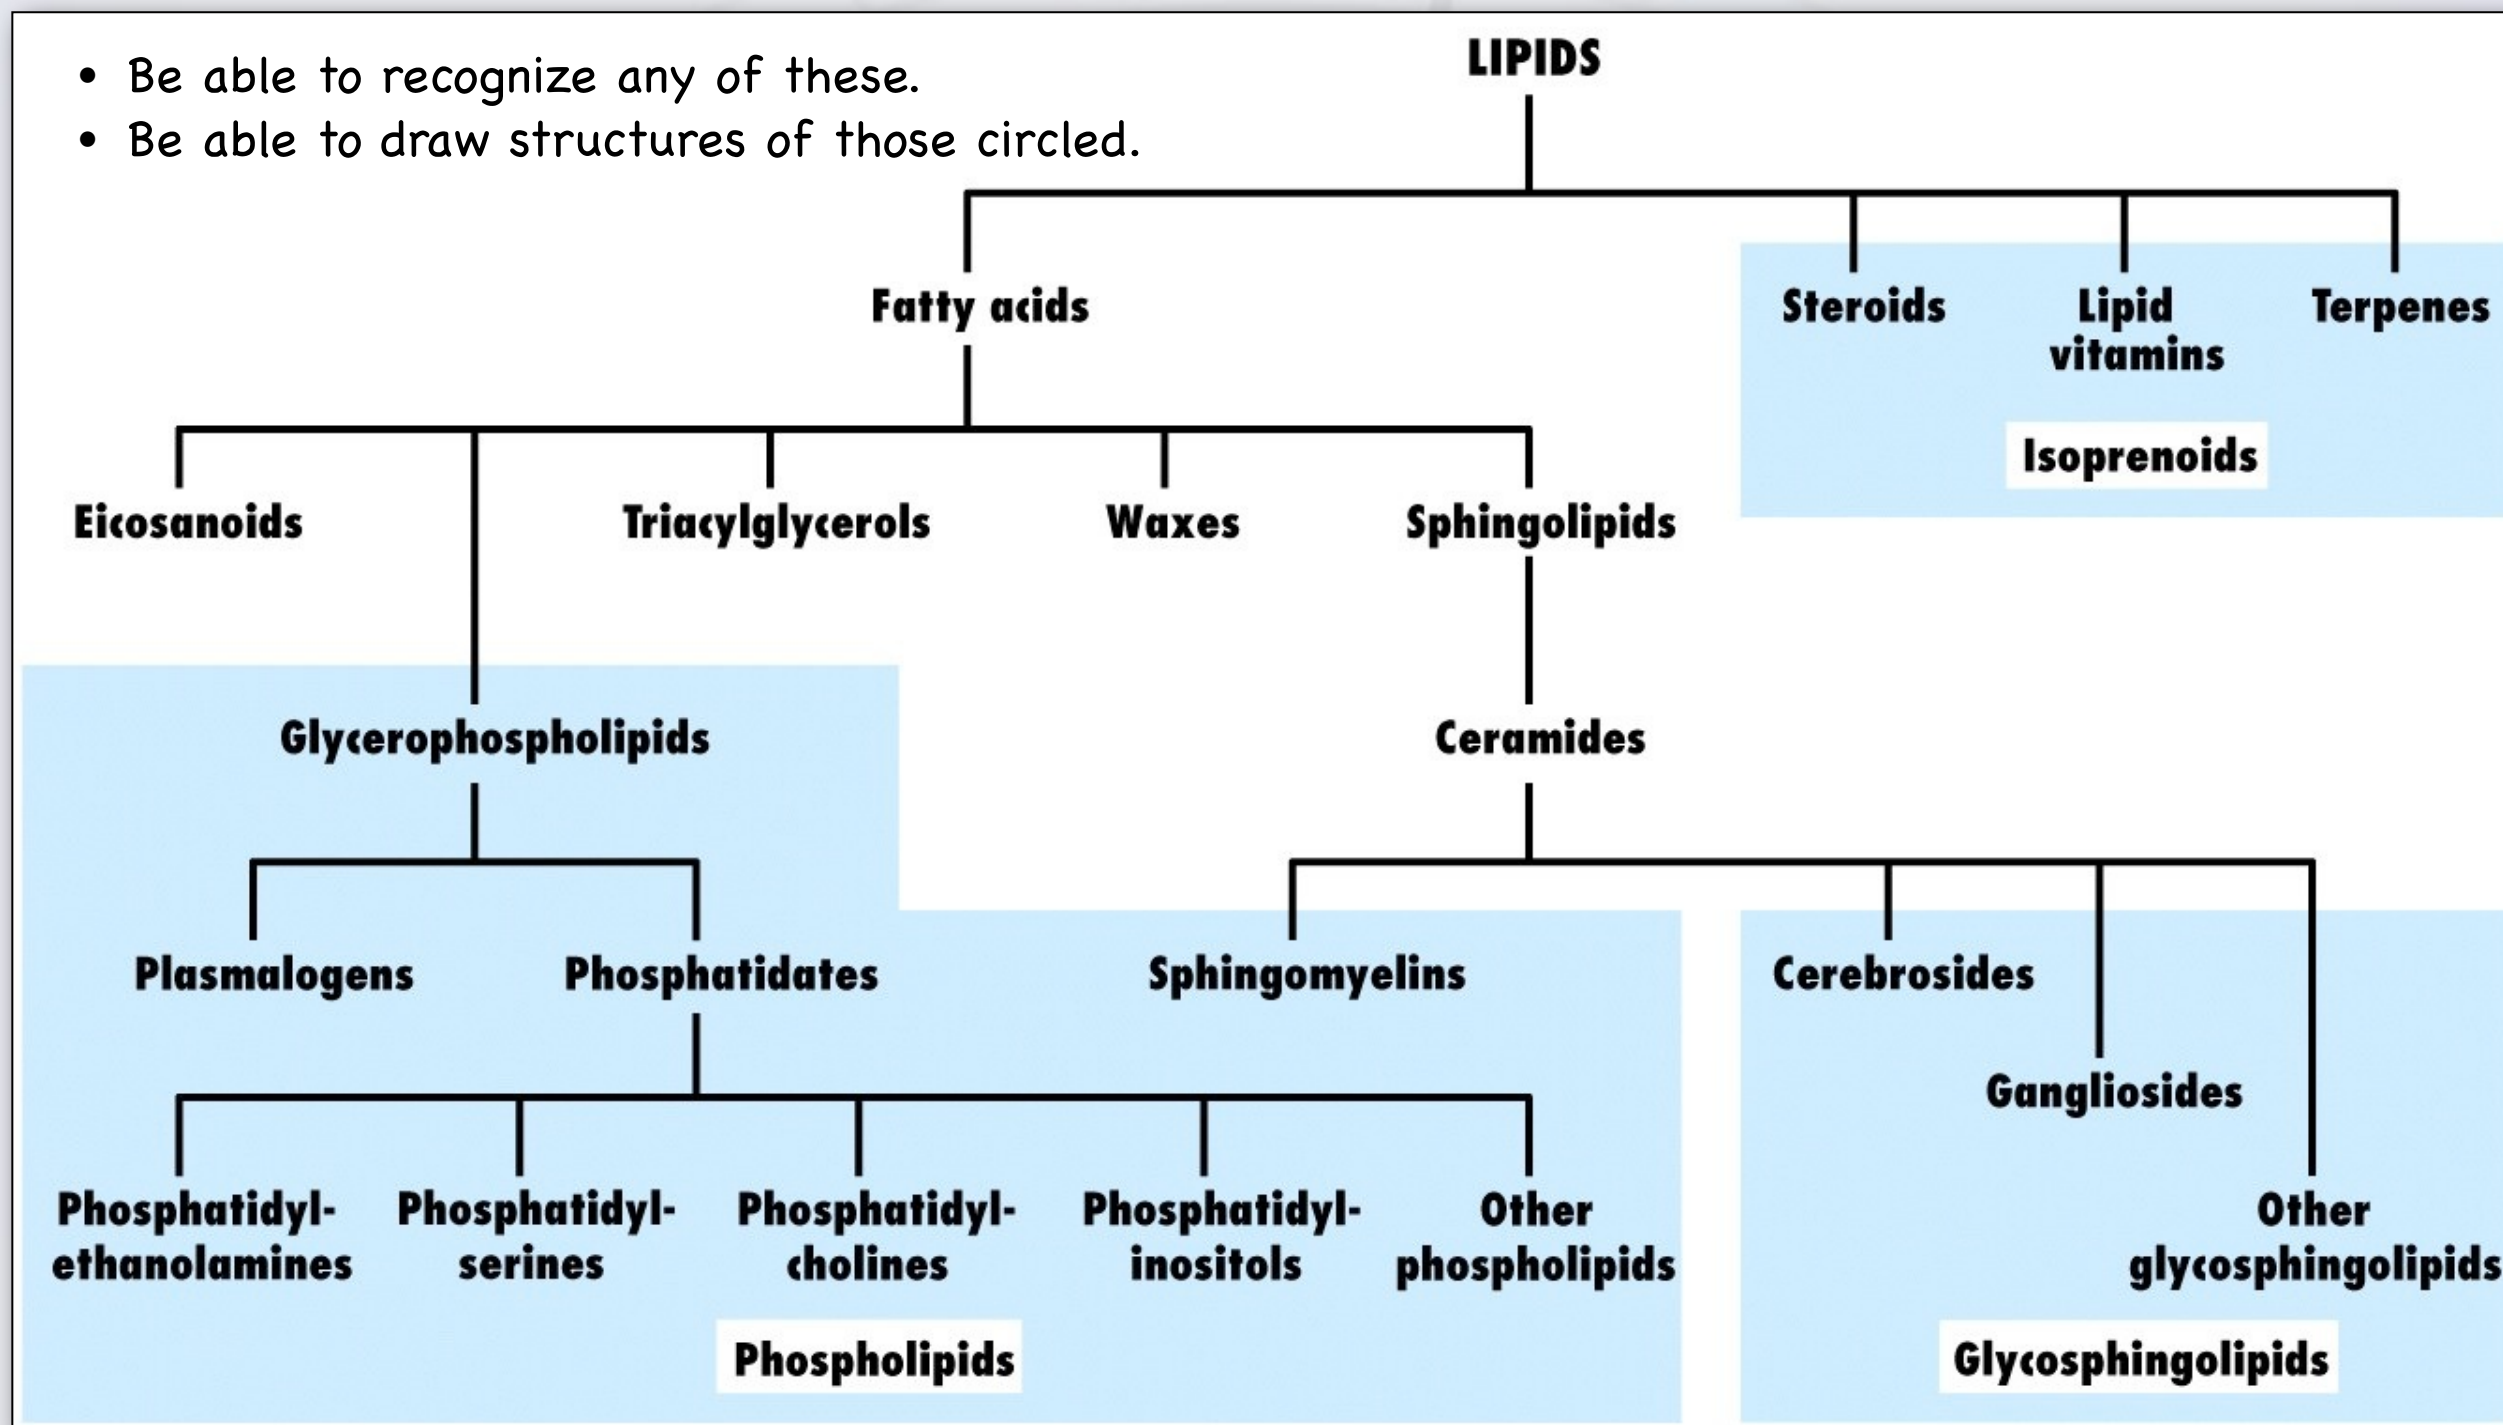 • Be able to recognize any of these.
• Be able to draw structures of those circled.
LIPIDS
Fatty acids
Steroids
Lipid
vitamins
Terpenes
Isoprenoids
Eicosanoids
Triacylglycerols
Waxes
Sphingolipids
Glycerophospholipids
Ceramides
Plasmalogens
Phosphatidates
Sphingomyelins
Cerebrosides
Gangliosides
Phosphatidyl-
ethanolamines
Phosphatidyl-
serines
Phosphatidyl-
cholines
Phosphatidyl-
inositols
Other
phospholipids
Other
glycosphingolipids
Phospholipids
Glycosphingolipids